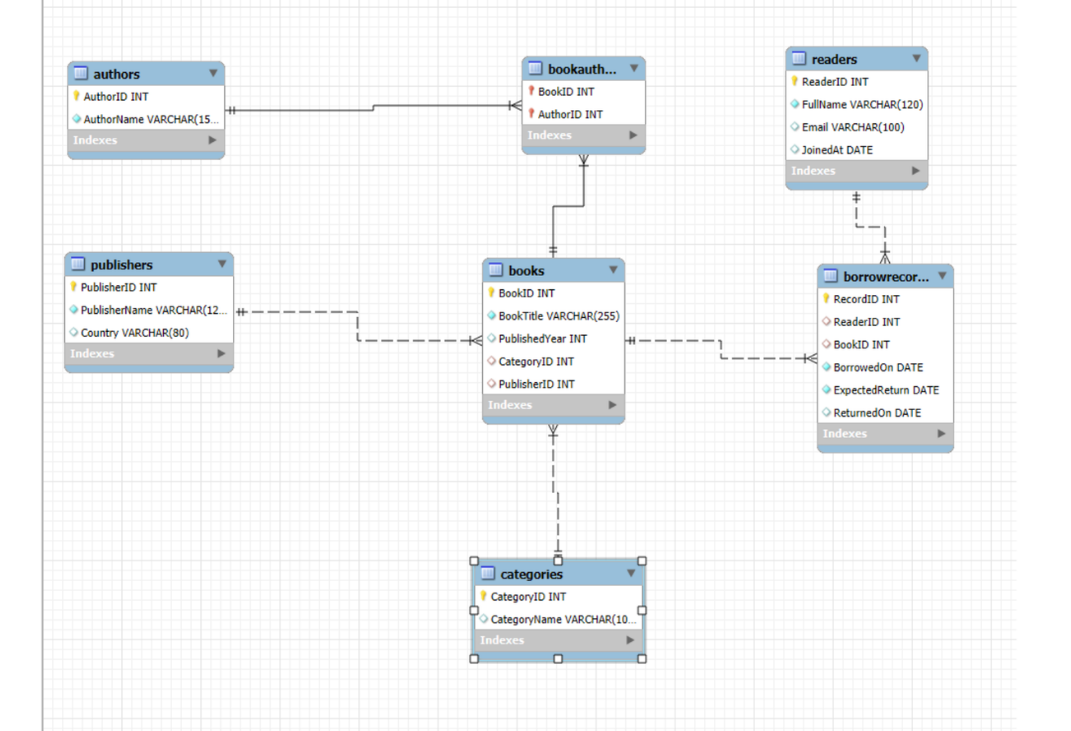 authors
AuthorID INT
AuthorName VARCHAR(15...
Indexes
bookauth...
BookID INT
AuthorID INT
Indexes
readers
ReaderID INT
FullName VARCHAR(120)
Email VARCHAR(100)
JoinedAt DATE
Indexes
publishers
PublisherID INT
PublisherName VARCHAR(12...
Country VARCHAR(80)
Indexes
books
BookID INT
BookTitle VARCHAR(255)
PublishedYear INT
CategoryID INT
PublisherID INT
Indexes
borrowrecor...
RecordID INT
ReaderID INT
BookID INT
BorrowedOn DATE
ExpectedReturn DATE
ReturnedOn DATE
Indexes
categories
CategoryID INT
CategoryName VARCHAR(10...
Indexes